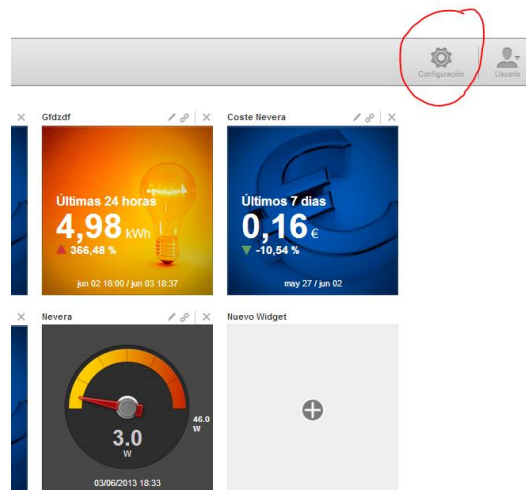 Configuración
Usuario
Gfdzdf
Coste Nevera
Últimas 24 horas
4,98 kWh
366,48 %
jun 02 18:00 / jun 03 18:37
Últimos 7 dias
0,16 €
-10,54 %
may 27 / jun 02
Nevera
Nuevo Widget
46.0
W
3.0
W
03/06/2013 18:33